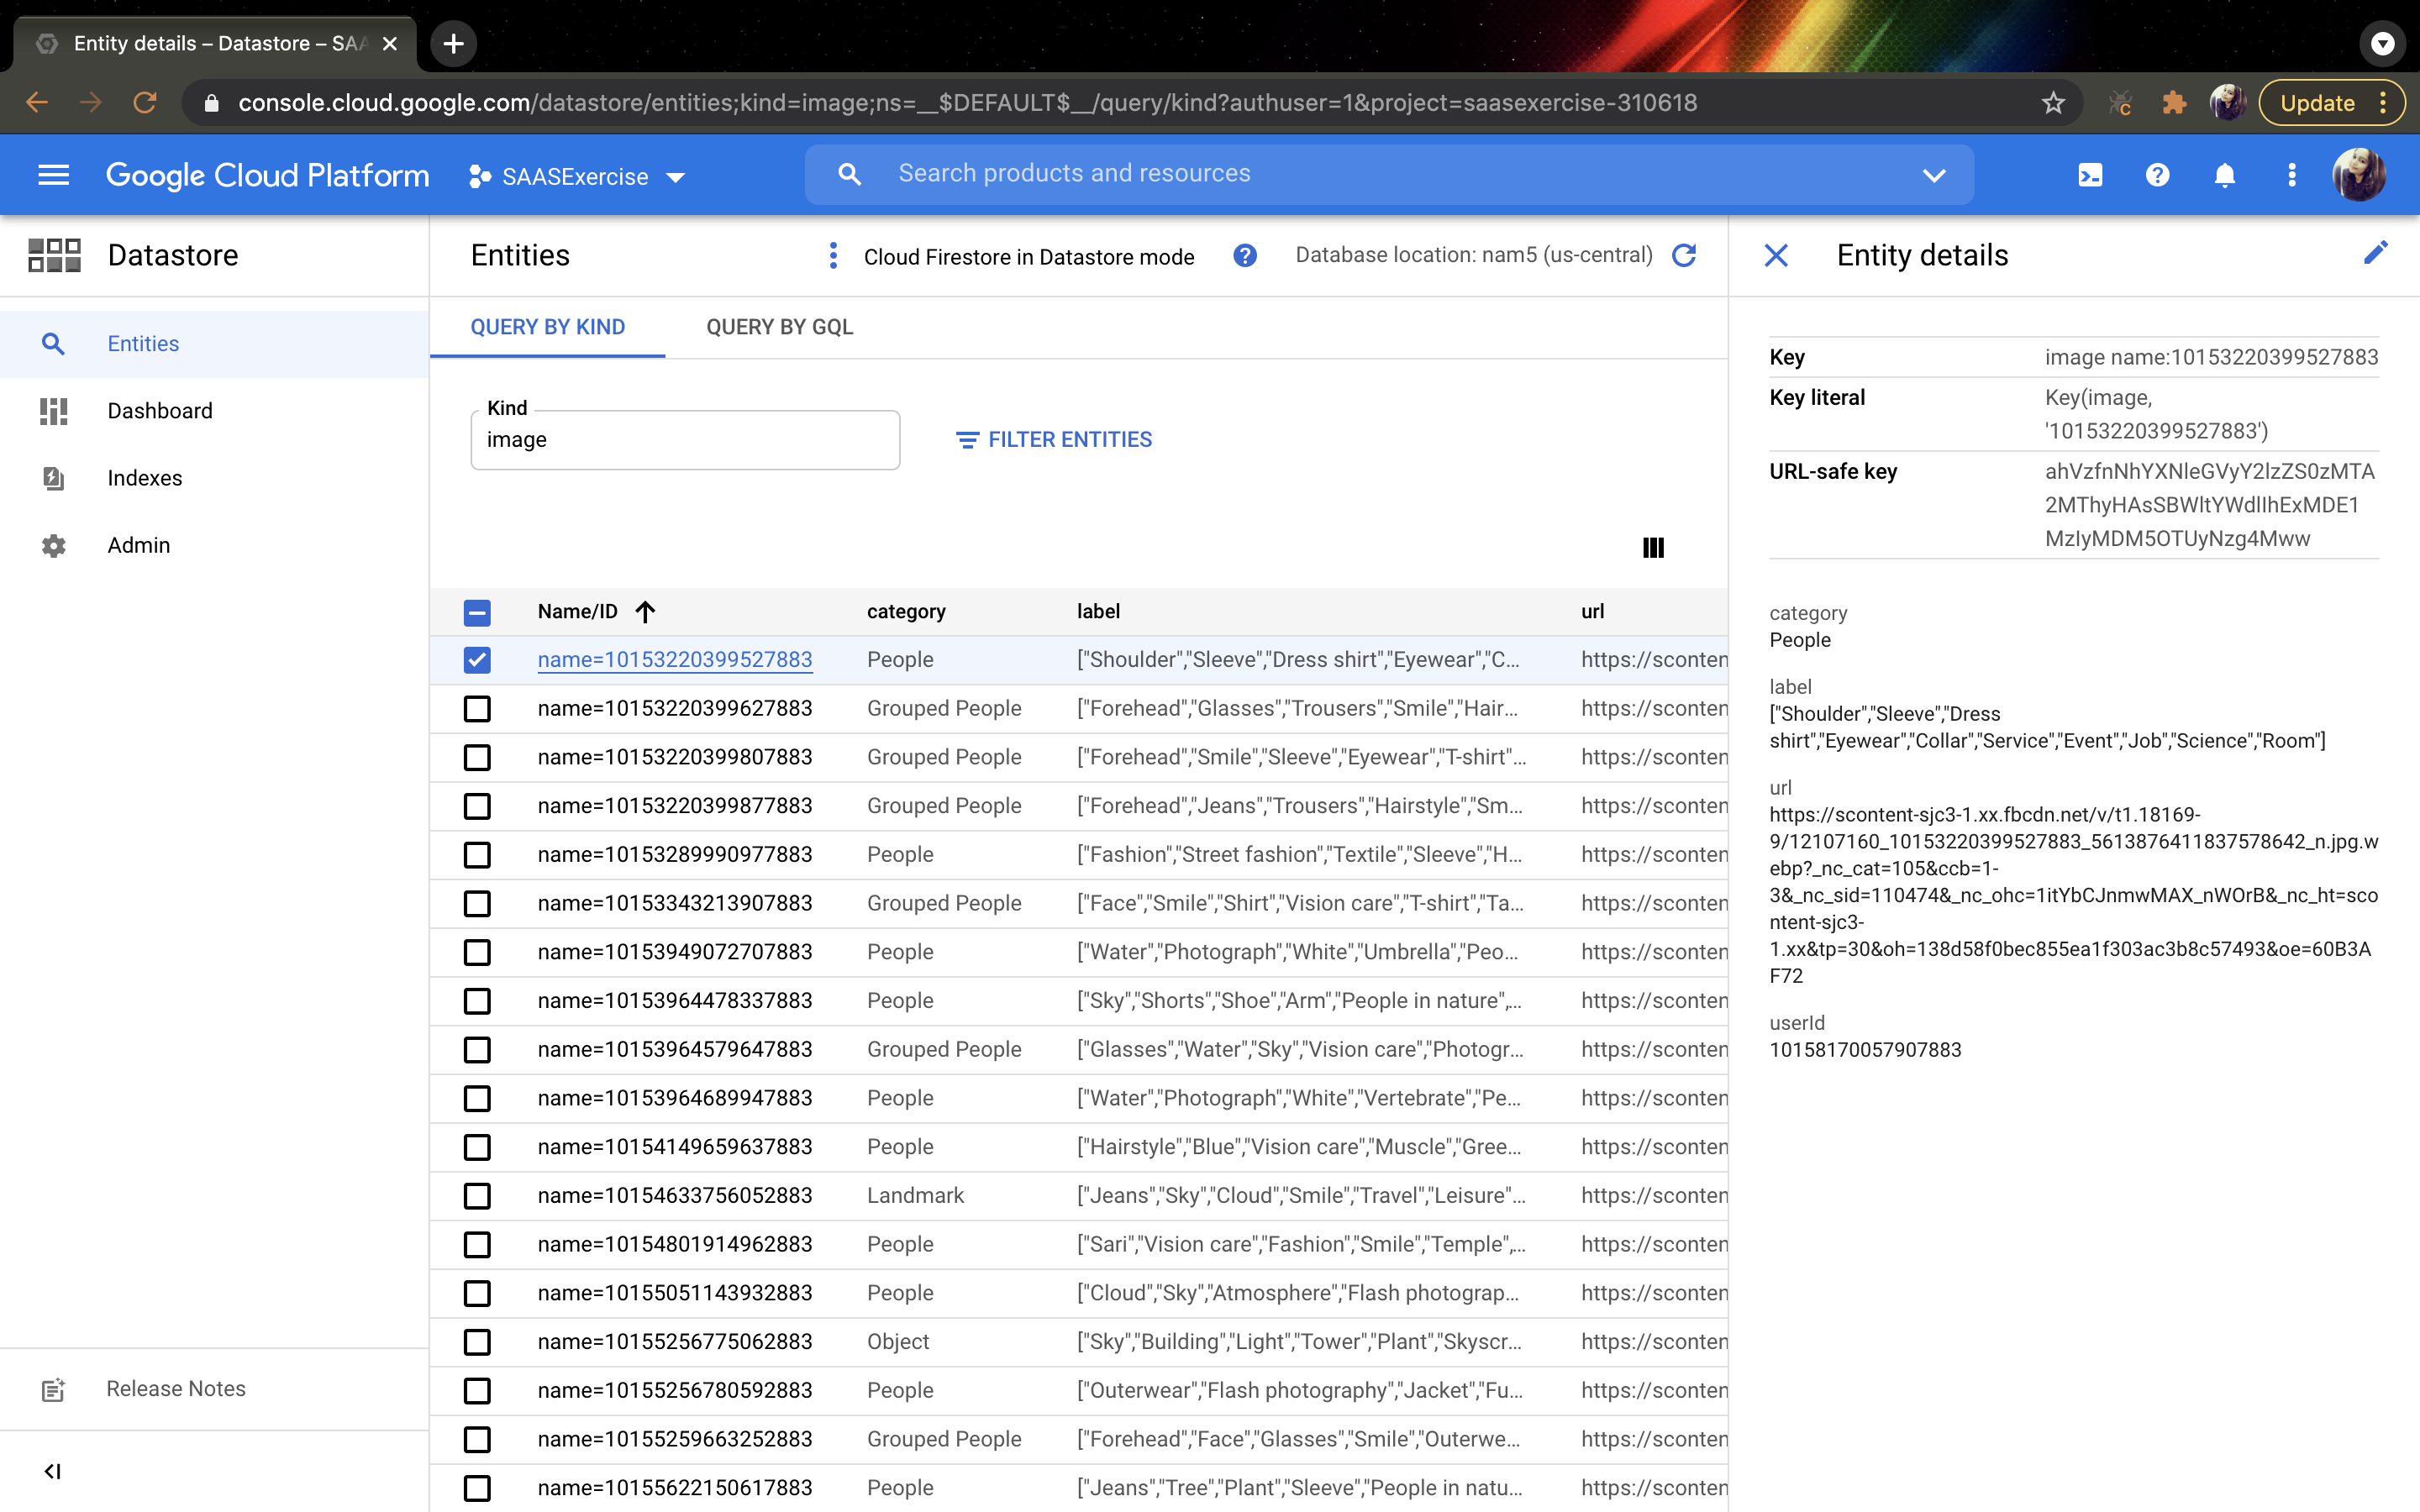 Entity details – Datastore – SAA
console.cloud.google.com/datastore/entities;kind=image;ns=__$DEFAULT$__/query/kind?authuser=1&project=saasexercise-310618
Update
Google Cloud Platform
SAASExercise
Search products and resources
Datastore
Entities
Dashboard
Indexes
Admin
Release Notes
Entities
Cloud Firestore in Datastore mode
Database location: nam5 (us-central)
QUERY BY KIND
QUERY BY GQL
Kind
image
FILTER ENTITIES
Name/ID category label url
name=10153220399527883 People ["Shoulder","Sleeve","Dress shirt","Eyewear","C... https://sconten
name=10153220399627883 Grouped People ["Forehead","Glasses","Trousers","Smile","Hair... https://sconten
name=10153220399807883 Grouped People ["Forehead","Smile","Sleeve","Eyewear","T-shirt"... https://sconten
name=10153220399877883 Grouped People ["Forehead","Jeans","Trousers","Hairstyle","Sm... https://sconten
name=10153289990977883 People ["Fashion","Street fashion","Textile","Sleeve","H... https://sconten
name=10153343213907883 Grouped People ["Face","Smile","Shirt","Vision care","T-shirt","Ta... https://sconten
name=10153949072707883 People ["Water","Photograph","White","Umbrella","Peo... https://sconten
name=10153964478337883 People ["Sky","Shorts","Shoe","Arm","People in nature",... https://sconten
name=10153964579647883 Grouped People ["Glasses","Water","Sky","Vision care","Photogr... https://sconten
name=10153964689947883 People ["Water","Photograph","White","Vertebrate","Pe... https://sconten
name=10154149659637883 People ["Hairstyle","Blue","Vision care","Muscle","Gree... https://sconten
name=10154633756052883 Landmark ["Jeans","Sky","Cloud","Smile","Travel","Leisure"... https://sconten
name=10154801914962883 People ["Sari","Vision care","Fashion","Smile","Temple",... https://sconten
name=10155051143932883 People ["Cloud","Sky","Atmosphere","Flash photograp... https://sconten
name=10155256775062883 Object ["Sky","Building","Light","Tower","Plant","Skyscr... https://sconten
name=10155256780592883 People ["Outerwear","Flash photography","Jacket","Fu... https://sconten
name=10155259663252883 Grouped People ["Forehead","Face","Glasses","Smile","Outerwe... https://sconten
name=10155622150617883 People ["Jeans","Tree","Plant","Sleeve","People in natu... https://sconten
Entity details
Key image name:10153220399527883
Key literal Key(image,
'10153220399527883')
URL-safe key ahVzfnNhYXNleGVyY2lzZS0zMTA
2MThyHAsSBWltYWdlIhExMDE1
MzIyMDM5OTUyNzg4Mww
category
People
label
["Shoulder","Sleeve","Dress
shirt","Eyewear","Collar","Service","Event","Job","Science","Room"]
url
https://scontent-sjc3-1.xx.fbcdn.net/v/t1.18169-
9/12107160_10153220399527883_5613876411837578642_n.jpg.w
ebp?_nc_cat=105&ccb=1-
3&_nc_sid=110474&_nc_ohc=1itYbCJnmwMAX_nWOrB&_nc_ht=sco
ntent-sjc3-
1.xx&tp=30&oh=138d58f0bec855ea1f303ac3b8c57493&oe=60B3A
F72
userId
10158170057907883